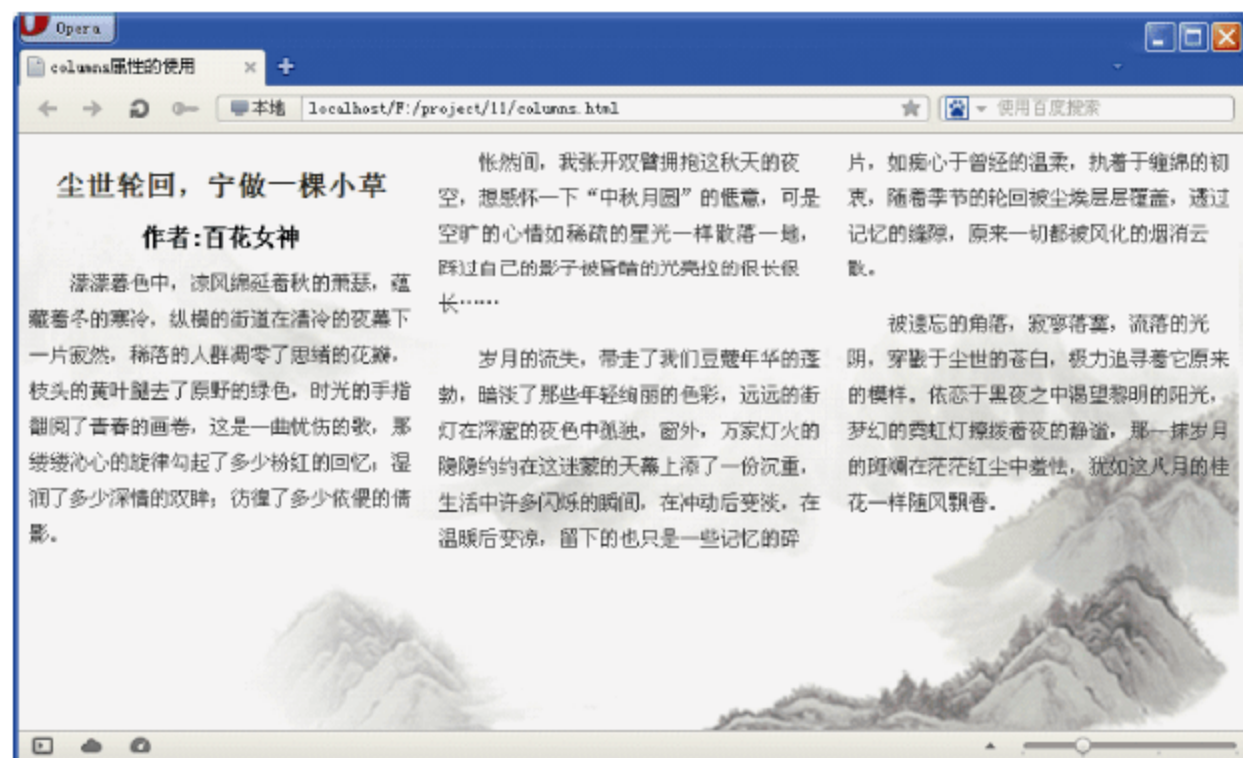 Opera
columns属性的使用
本地
localhost/F:/project/11/columns.html
使用百度搜索
尘世轮回，宁做一棵小草
作者:百花女神
漾漾暮色中，凉风绵延着秋的萧瑟，蕴
藏着冬的寒冷，纵横的街道在清冷的夜幕下
一片寂然，稀落的人群凋零了思绪的花瓣，
枝头的黄叶褪去了原野的绿色，时光的手指
翻阅了青春的画卷，这是一曲忧伤的歌，那
缕缕沁心的旋律勾起了多少粉红的回忆；湿
润了多少深情的双眸；彷徨了多少依偎的倩
影。
怅然间，我张开双臂拥抱这秋天的夜
空，想感怀一下“中秋月圆”的惬意，可是
空旷的心情如稀疏的星光一样散落一地，
踩过自己的影子被昏暗的光亮拉的很长很
长……
岁月的流失，带走了我们豆蔻年华的蓬
勃，暗淡了那些年轻绚丽的色彩，远远的街
灯在深邃的夜色中孤独，窗外，万家灯火的
隐隐约约在这迷蒙的天幕上添了一份沉重，
生活中许多闪烁的瞬间，在冲动后变淡，在
温暖后变凉，留下的也只是一些记忆的碎
片，如痴心于曾经的温柔，执着于缠绵的初
衷，随着季节的轮回被尘埃层层覆盖，透过
记忆的缝隙，原来一切都被风化的烟消云
散。
被遗忘的角落，寂寥落寞，流落的光
阴，穿戳于尘世的苍白，极力追寻着它原来
的模样。依恋于黑夜之中渴望黎明的阳光，
梦幻的霓虹灯撩拨着夜的静谧，那一抹岁月
的斑斓在茫茫红尘中羞怯，犹如这八月的桂
花一样随风飘香。